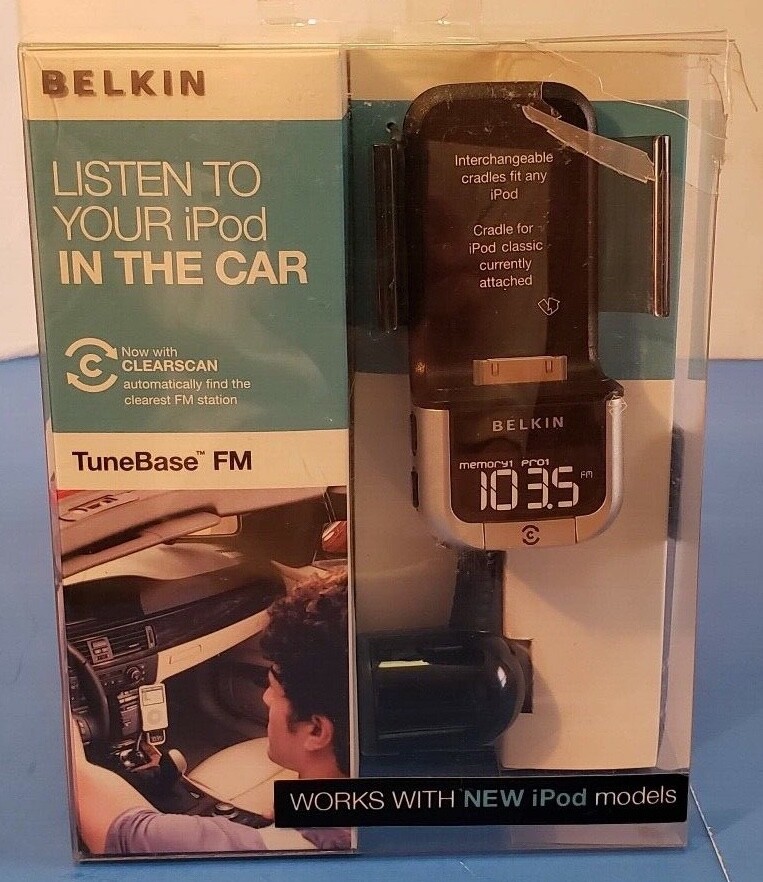 BELKIN
LISTEN TO
YOUR iPod
IN THE CAR
Now with
CLEARSCAN
automatically find the
clearest FM station
TuneBase™ FM
Interchangeable
cradles fit any
iPod
Cradle for
iPod classic
currently
attached
BELKIN
memory1 Pro1
103.5 FM
WORKS WITH NEW iPod models